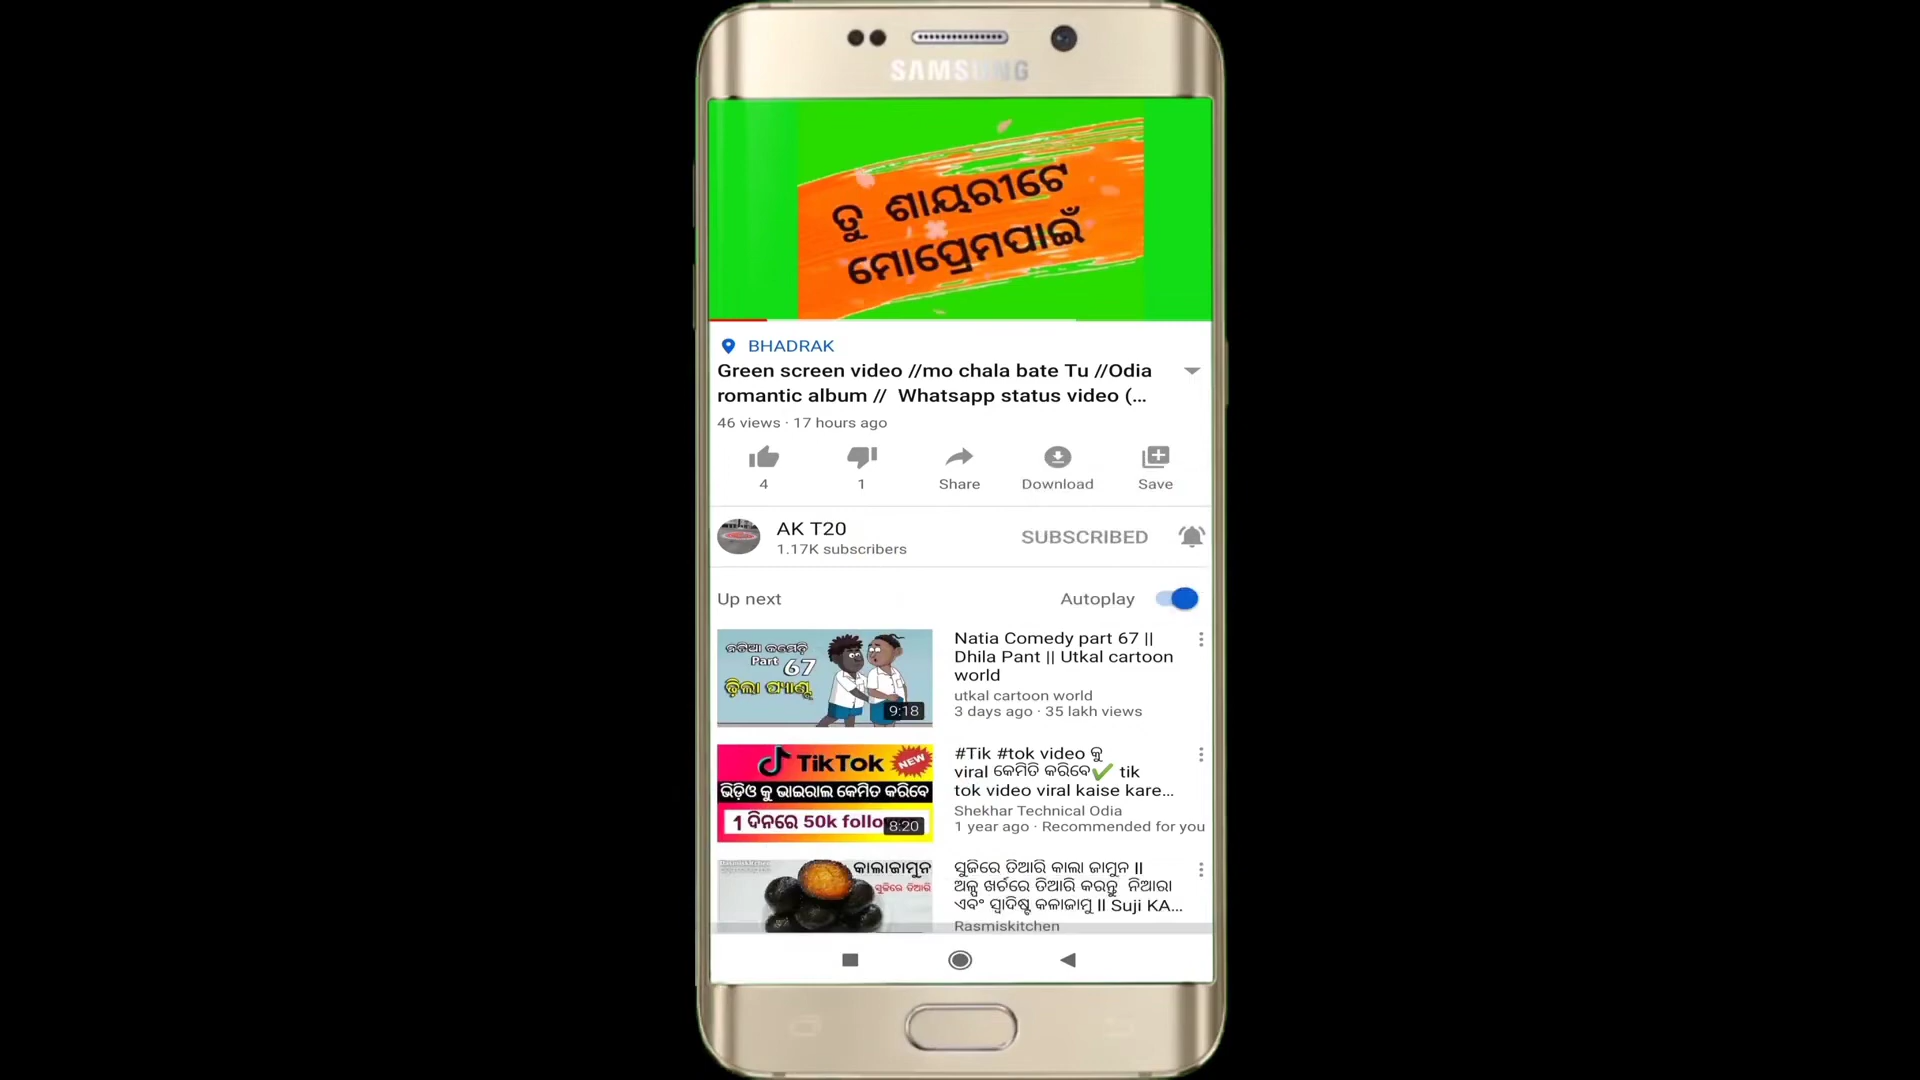 SAMSUNG
ତୁ ଶାୟରୀଟେ
ମୋପ୍ରେମପାଇଁ
BHADRAK
Green screen video //mo chala bate Tu //Odia
romantic album // Whatsapp status video (...
46 views · 17 hours ago
4
1
Share
Download
Save
AK T20
1.17K subscribers
SUBSCRIBED
Up next
Autoplay
ନଟିଆ କମେଡ଼ି
Part 67
ଢ଼ିଲା ପ୍ୟାଣ୍ଟ
9:18
Natia Comedy part 67 ||
Dhila Pant || Utkal cartoon
world
utkal cartoon world
3 days ago · 35 lakh views
TikTok NEW
ଭିଡ଼ିଓ କୁ ଭାଇରାଲ କେମିତ କରିବେ
1 ଦିନରେ 50k follo
8:20
#Tik #tok video କୁ
viral କେମିତି କରିବେ✔ tik
tok video viral kaise kare...
Shekhar Technical Odia
1 year ago · Recommended for you
କାଲାଜାମୁନ
ସୁଜିରେ ତିଆରି
ସୁଜିରେ ତିଆରି କାଲା ଜାମୁନ ll
ଅଳ୍ପ ଖର୍ଚରେ ତିଆରି କରନ୍ତୁ ନିଆରା
ଏବଂ ସ୍ୱାଦିଷ୍ଟ କଳାଜାମୁ ll Suji KA...
Rasmiskitchen